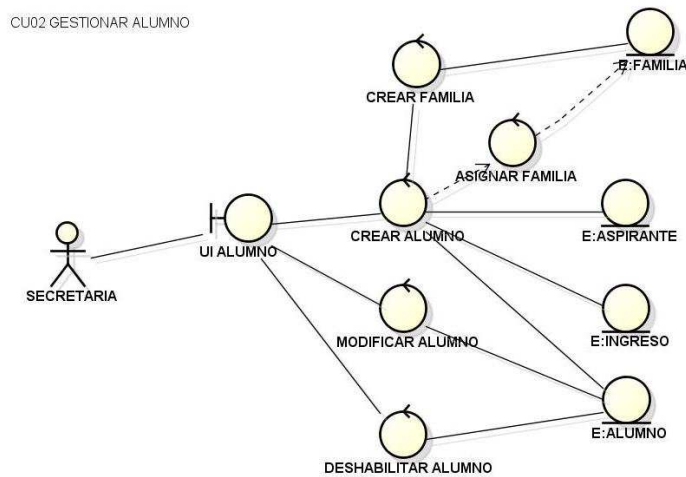 CU02 GESTIONAR ALUMNO
E:FAMILIA
CREAR FAMILIA
ASIGNAR FAMILIA
UI ALUMNO
CREAR ALUMNO
E:ASPIRANTE
SECRETARIA
MODIFICAR ALUMNO
E:INGRESO
E:ALUMNO
DESHABILITAR ALUMNO